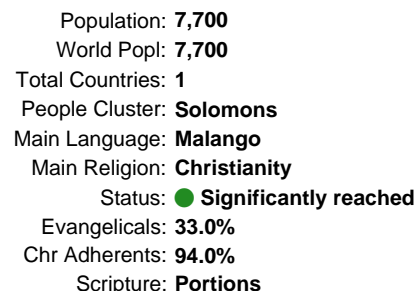 Population: 7,700
World Popl: 7,700
Total Countries: 1
People Cluster: Solomons
Main Language: Malango
Main Religion: Christianity
Status: Significantly reached
Evangelicals: 33.0%
Chr Adherents: 94.0%
Scripture: Portions